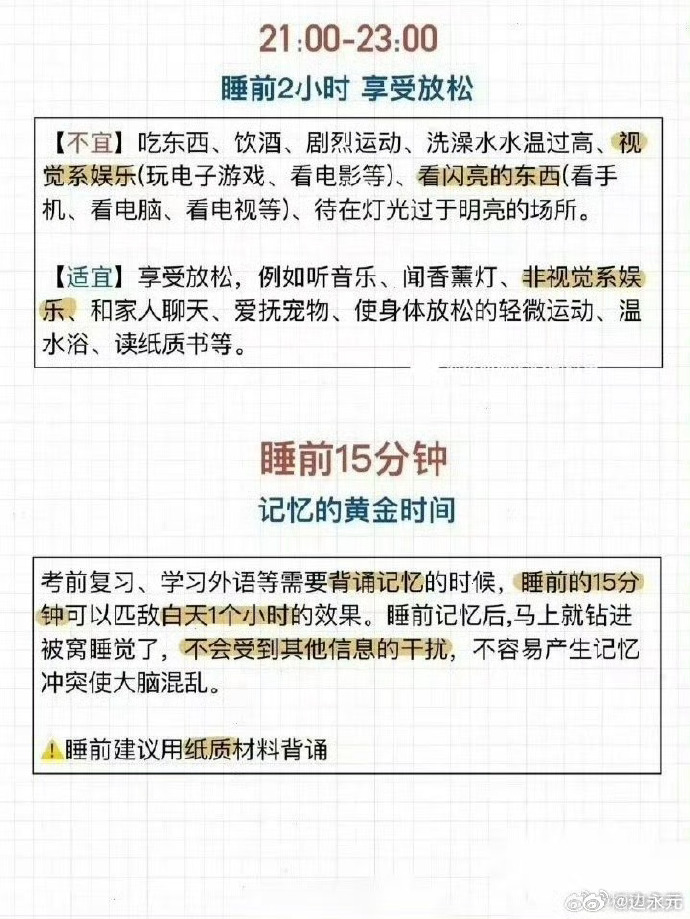 21:00-23:00
睡前2小时 享受放松
【不宜】吃东西、饮酒、剧烈运动、洗澡水水温过高、视
觉系娱乐(玩电子游戏、看电影等)、看闪亮的东西(看手
机、看电脑、看电视等)、待在灯光过于明亮的场所。
【适宜】享受放松，例如听音乐、闻香薰灯、非视觉系娱
乐、和家人聊天、爱抚宠物、使身体放松的轻微运动、温
水浴、读纸质书等。
睡前15分钟
记忆的黄金时间
考前复习、学习外语等需要背诵记忆的时候，睡前的15分
钟可以匹敌白天1个小时的效果。睡前记忆后,马上就钻进
被窝睡觉了，不会受到其他信息的干扰，不容易产生记忆
冲突使大脑混乱。
⚠睡前建议用纸质材料背诵
@边永元